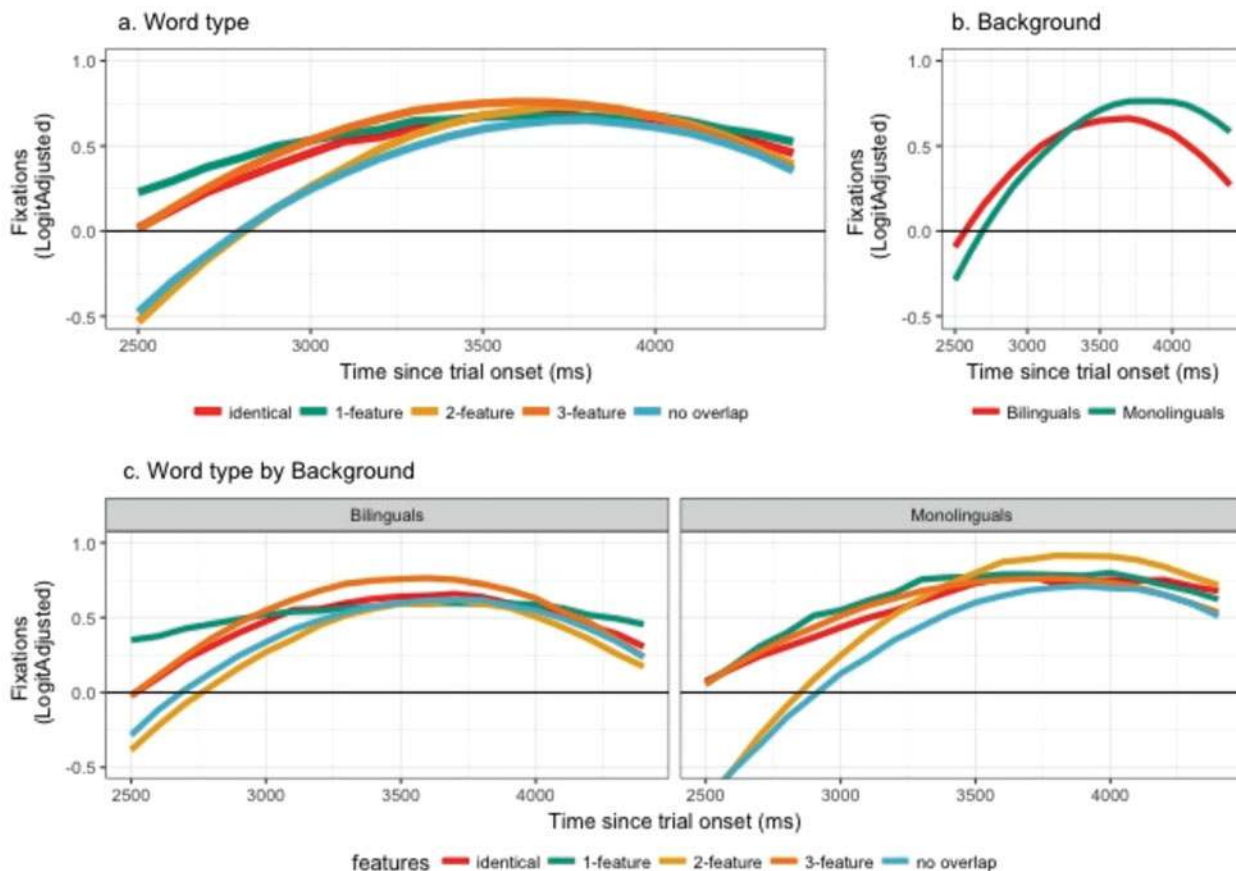 a. Word type
b. Background
Fixations
(LogitAdjusted)
1.0
0.5
0.0
-0.5
2500 3000 3500 4000
Time since trial onset (ms)
identical 1-feature 2-feature 3-feature no overlap
Fixations
(LogitAdjusted)
1.0
0.5
0.0
-0.5
2500 3000 3500 4000
Time since trial onset (ms)
Bilinguals Monolinguals
c. Word type by Background
Bilinguals Monolinguals
Fixations
(LogitAdjusted)
1.0
0.5
0.0
-0.5
2500 3000 3500 4000 2500 3000 3500 4000
Time since trial onset (ms)
features identical 1-feature 2-feature 3-feature no overlap